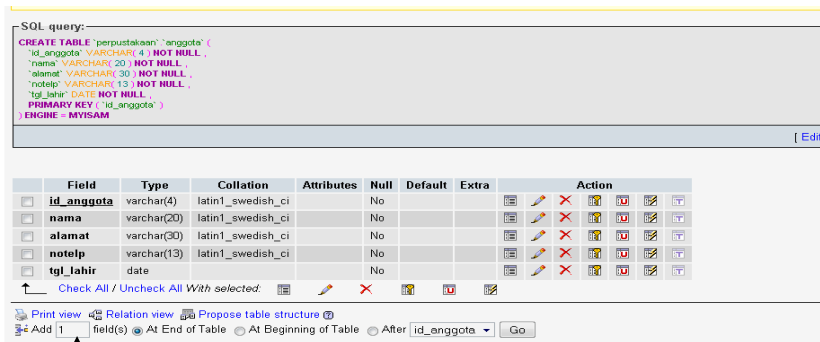 SQL query:
CREATE TABLE `perpustakaan`.`anggota` (
`id_anggota` VARCHAR( 4 ) NOT NULL ,
`nama` VARCHAR( 20 ) NOT NULL ,
`alamat` VARCHAR( 30 ) NOT NULL ,
`notelp` VARCHAR( 13 ) NOT NULL ,
`tgl_lahir` DATE NOT NULL ,
PRIMARY KEY ( `id_anggota` )
) ENGINE = MYISAM
[ Edit
Field Type Collation Attributes Null Default Extra Action
id_anggota varchar(4) latin1_swedish_ci No
nama varchar(20) latin1_swedish_ci No
alamat varchar(30) latin1_swedish_ci No
notelp varchar(13) latin1_swedish_ci No
tgl_lahir date No
Check All / Uncheck All With selected:
Print view Relation view Propose table structure
Add 1 field(s) At End of Table At Beginning of Table After id_anggota Go